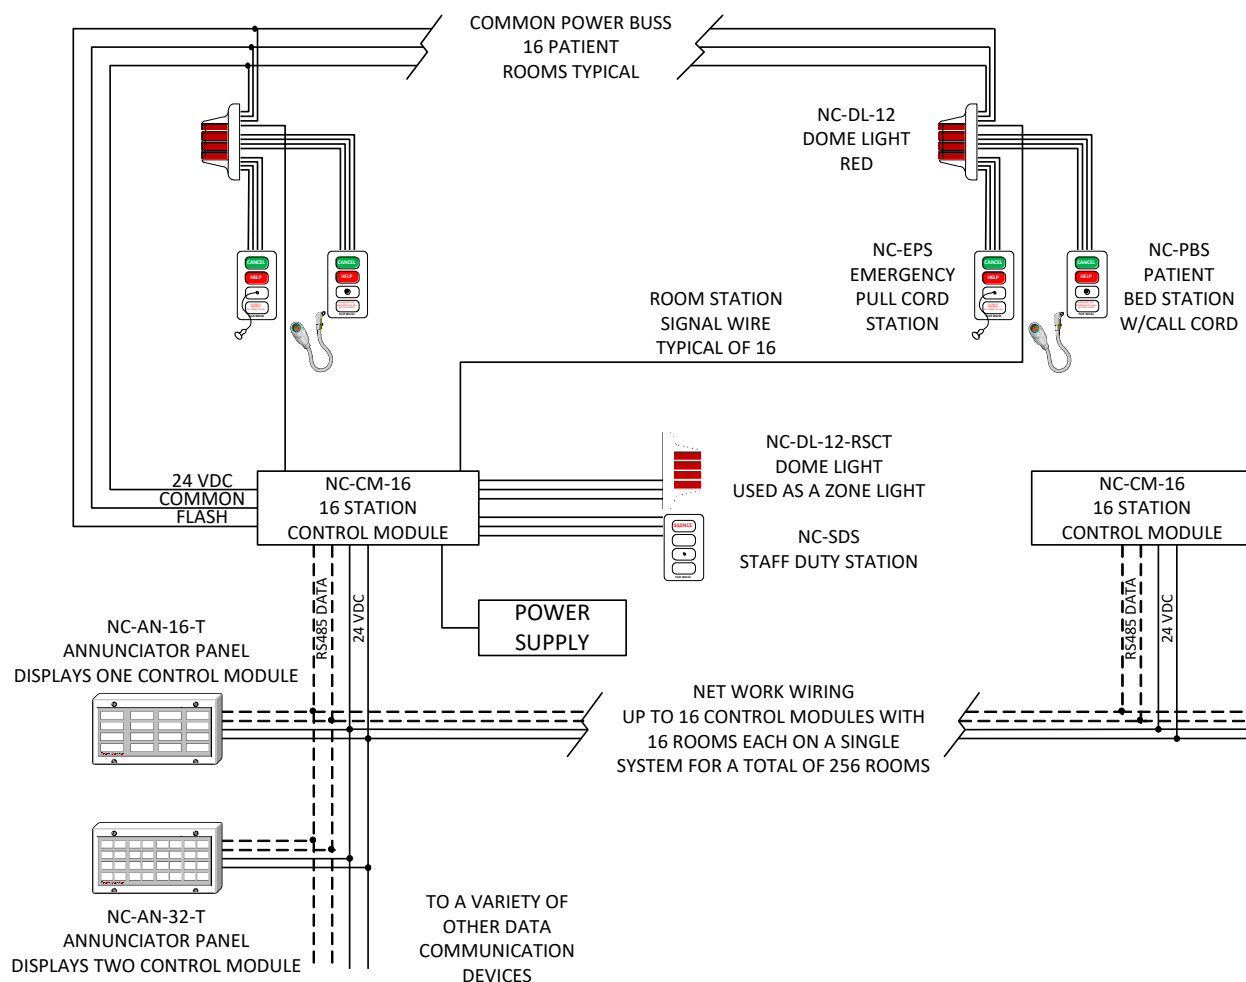 COMMON POWER BUSS
16 PATIENT
ROOMS TYPICAL
NC-DL-12
DOME LIGHT
RED
CANCEL
HELP
CANCEL
HELP
NC-EPS
EMERGENCY
PULL CORD
STATION
CANCEL
HELP
CANCEL
HELP
NC-PBS
PATIENT
BED STATION
W/CALL CORD
ROOM STATION
SIGNAL WIRE
TYPICAL OF 16
24 VDC
COMMON
FLASH
NC-CM-16
16 STATION
CONTROL MODULE
NC-DL-12-RSCT
DOME LIGHT
USED AS A ZONE LIGHT
SILENCE
NC-SDS
STAFF DUTY STATION
NC-CM-16
16 STATION
CONTROL MODULE
RS485 DATA
24 VDC
POWER
SUPPLY
RS485 DATA
24 VDC
NC-AN-16-T
ANNUNCIATOR PANEL
DISPLAYS ONE CONTROL MODULE
NET WORK WIRING
UP TO 16 CONTROL MODULES WITH
16 ROOMS EACH ON A SINGLE
SYSTEM FOR A TOTAL OF 256 ROOMS
NC-AN-32-T
ANNUNCIATOR PANEL
DISPLAYS TWO CONTROL MODULE
TO A VARIETY OF
OTHER DATA
COMMUNICATION
DEVICES